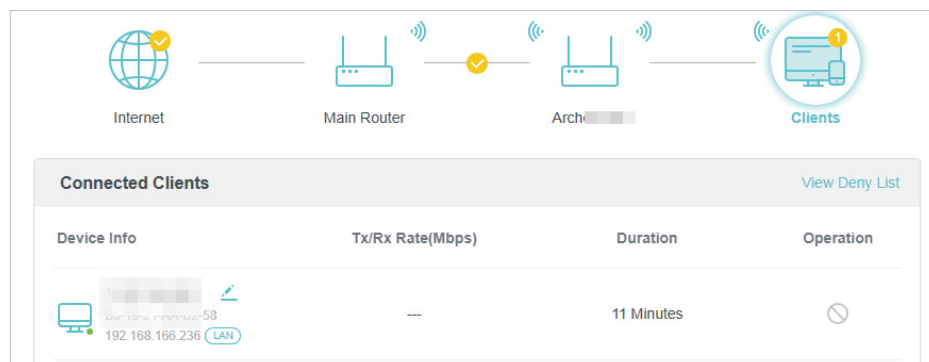 1
Internet
Main Router
Clients
Connected Clients
View Deny List
Device Info
Tx/Rx Rate(Mbps)
Duration
Operation
---
11 Minutes
192.168.166.236 LAN